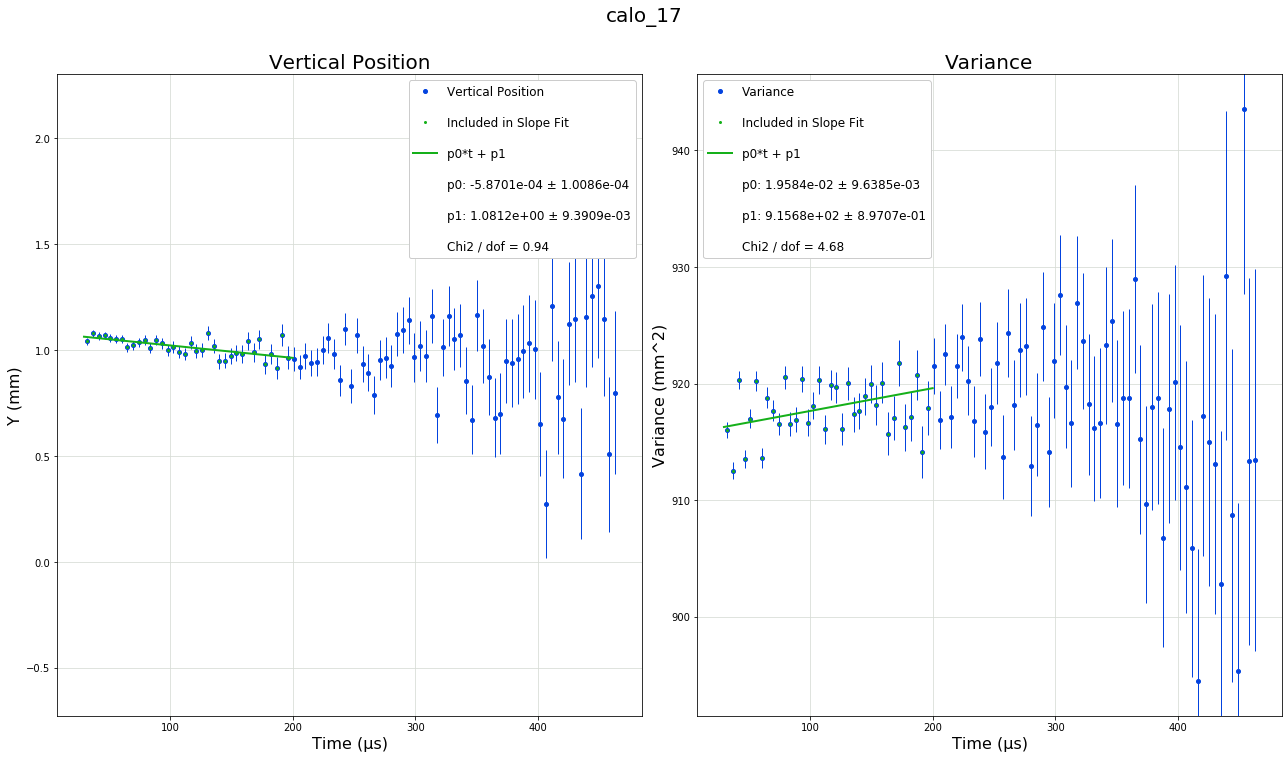 calo_17
Vertical Position
Vertical Position
Included in Slope Fit
p0*t + p1
p0: -5.8701e-04 ± 1.0086e-04
p1: 1.0812e+00 ± 9.3909e-03
Chi2 / dof = 0.94
Y (mm)
2.0
1.5
1.0
0.5
0.0
−0.5
100
200
300
400
Time (μs)
Variance
Variance
Included in Slope Fit
p0*t + p1
p0: 1.9584e-02 ± 9.6385e-03
p1: 9.1568e+02 ± 8.9707e-01
Chi2 / dof = 4.68
Variance (mm^2)
940
930
920
910
900
100
200
300
400
Time (μs)